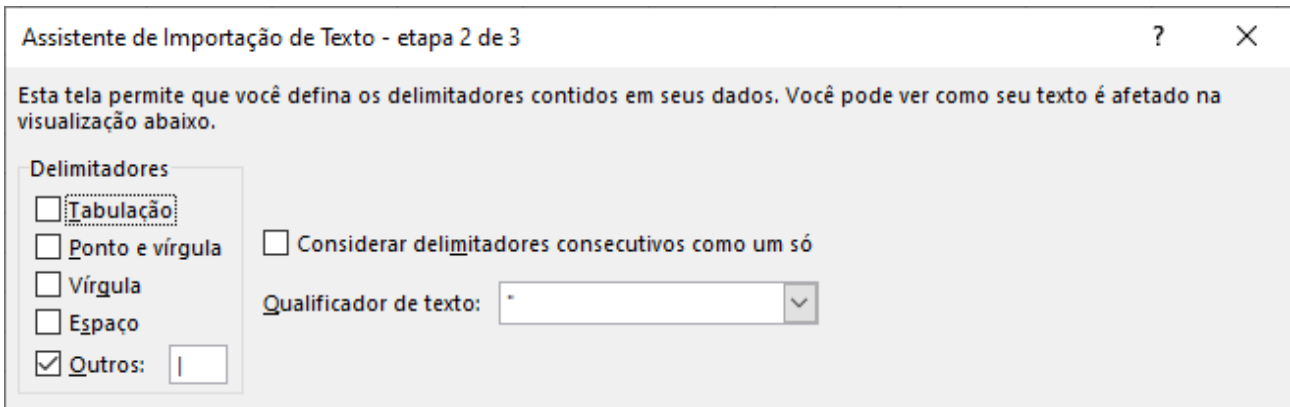 Assistente de Importação de Texto - etapa 2 de 3
Esta tela permite que você defina os delimitadores contidos em seus dados. Você pode ver como seu texto é afetado na
visualização abaixo.
Delimitadores
Tabulação
Ponto e vírgula
Considerar delimitadores consecutivos como um só
Vírgula
Qualificador de texto: "
Espaço
Outros: |